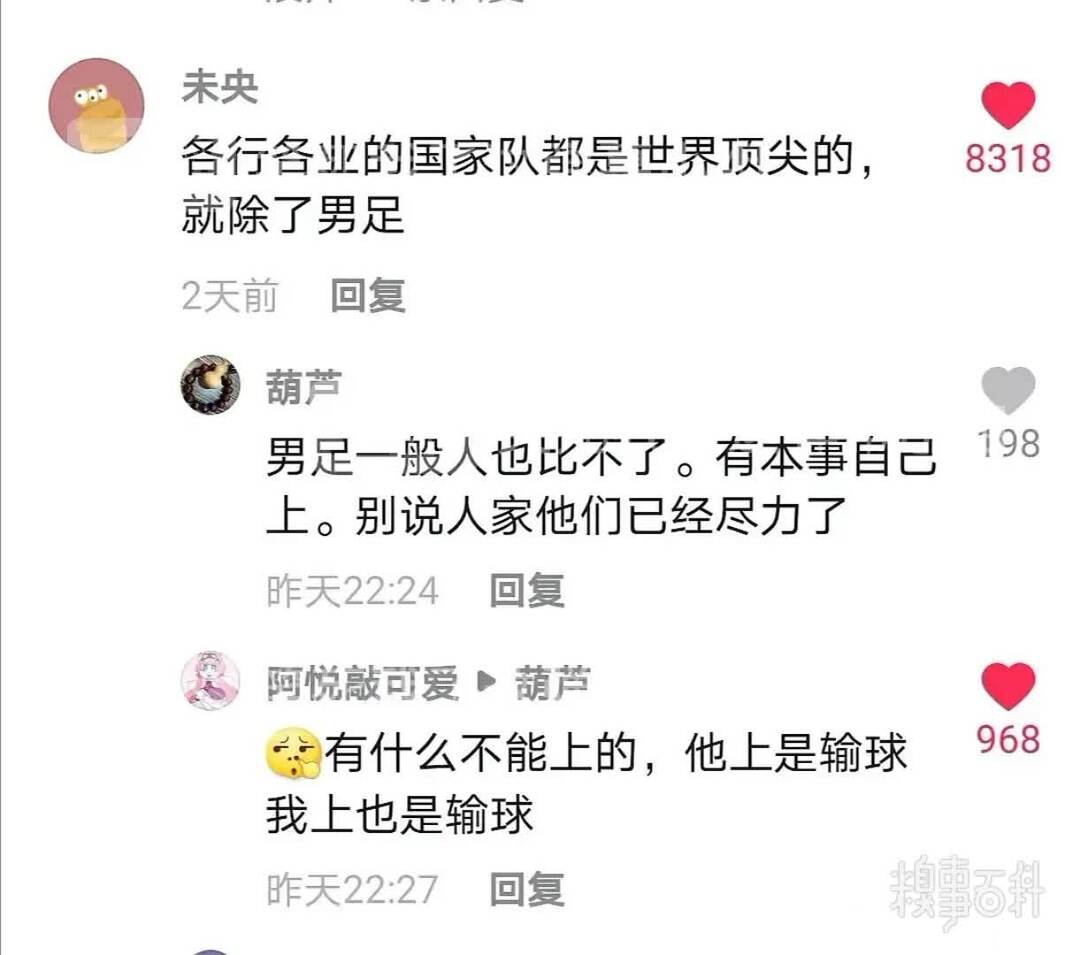 未央
8318
各行各业的国家队都是世界顶尖的，
就除了男足
2天前 回复
葫芦
198
男足一般人也比不了。有本事自己
上。别说人家他们已经尽力了
昨天22:24 回复
阿悦敲可爱 ▶ 葫芦
968
🫢有什么不能上的，他上是输球
我上也是输球
昨天22:27 回复
糗事百科